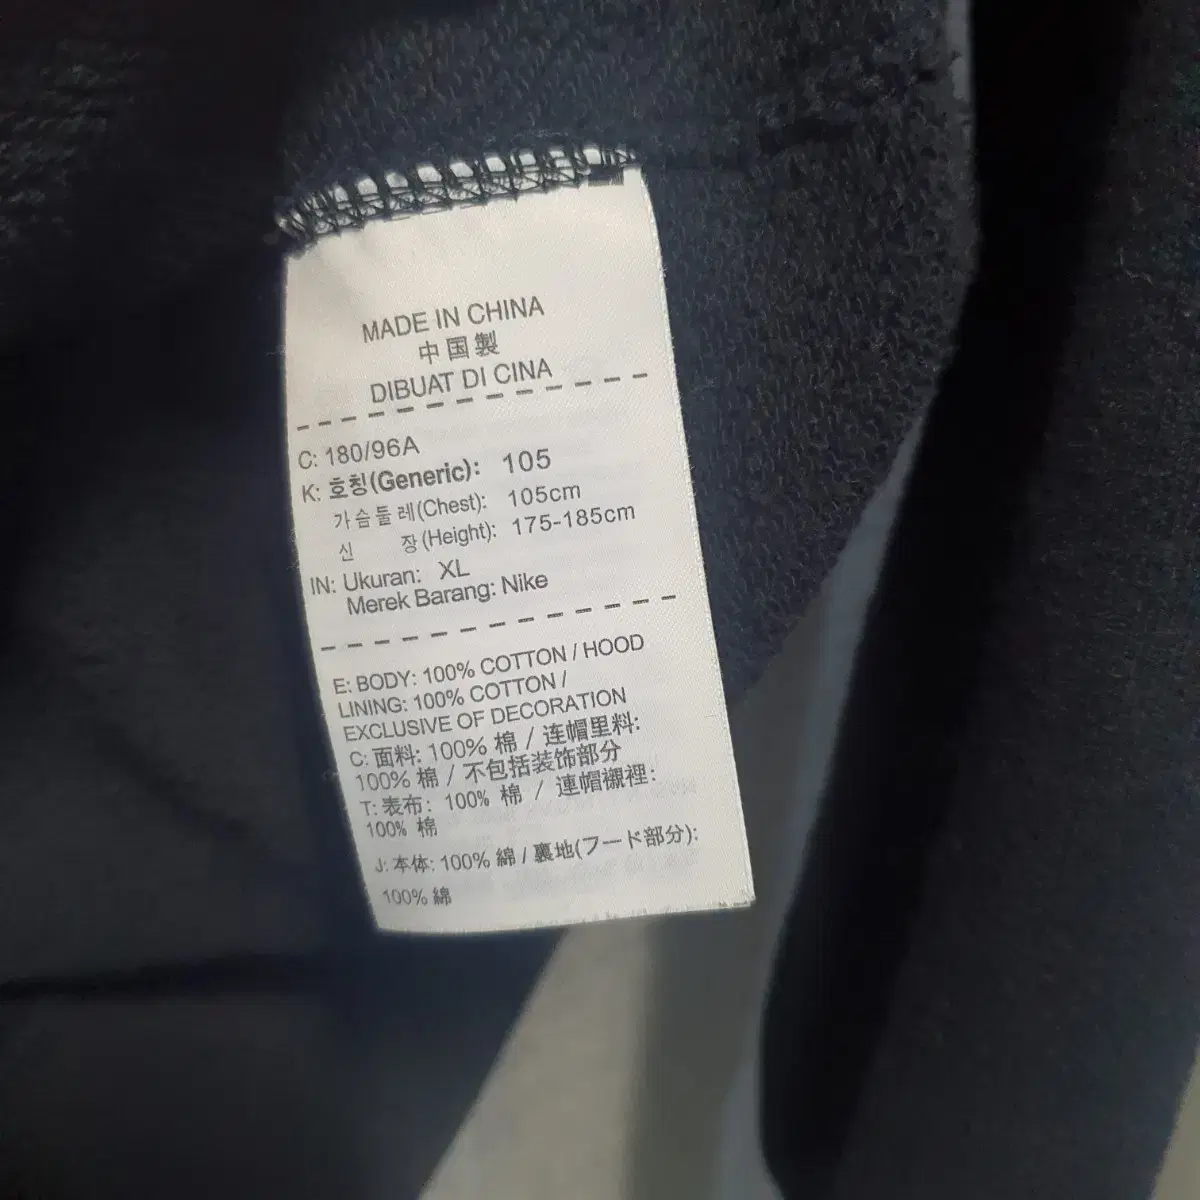 MADE IN CHINA
中国製
DIBUAT DI CINA
C: 180/96A
K: 호칭(Generic): 105
가슴둘레(Chest): 105cm
신 장(Height): 175-185cm
IN: Ukuran: XL
Merek Barang: Nike
E: BODY: 100% COTTON / HOOD
LINING: 100% COTTON /
EXCLUSIVE OF DECORATION
C: 面料: 100% 棉 / 连帽里料:
100% 棉 / 不包括装饰部分
T: 表布: 100% 棉 / 連帽襯裡:
100% 棉
J: 本体: 100% 綿 / 裏地(フード部分):
100% 綿